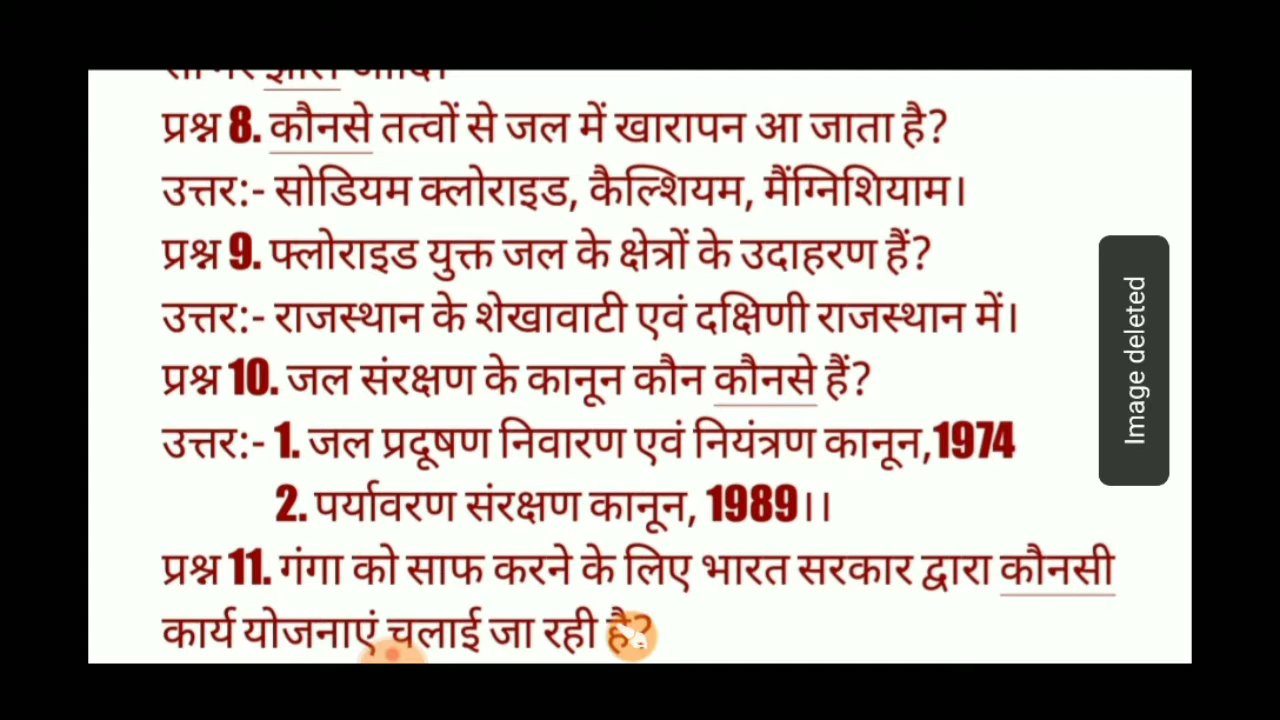 प्रश्न 8. कौनसे तत्वों से जल में खारापन आ जाता है?
उत्तर:- सोडियम क्लोराइड, कैल्शियम, मैंग्निशियाम।
प्रश्न 9. फ्लोराइड युक्त जल के क्षेत्रों के उदाहरण हैं?
उत्तर:- राजस्थान के शेखावाटी एवं दक्षिणी राजस्थान में।
प्रश्न 10. जल संरक्षण के कानून कौन कौनसे हैं?
उत्तर:- 1. जल प्रदूषण निवारण एवं नियंत्रण कानून,1974
2. पर्यावरण संरक्षण कानून, 1989।।
प्रश्न 11. गंगा को साफ करने के लिए भारत सरकार द्वारा कौनसी
कार्य योजनाएं चलाई जा रही है?
Image deleted